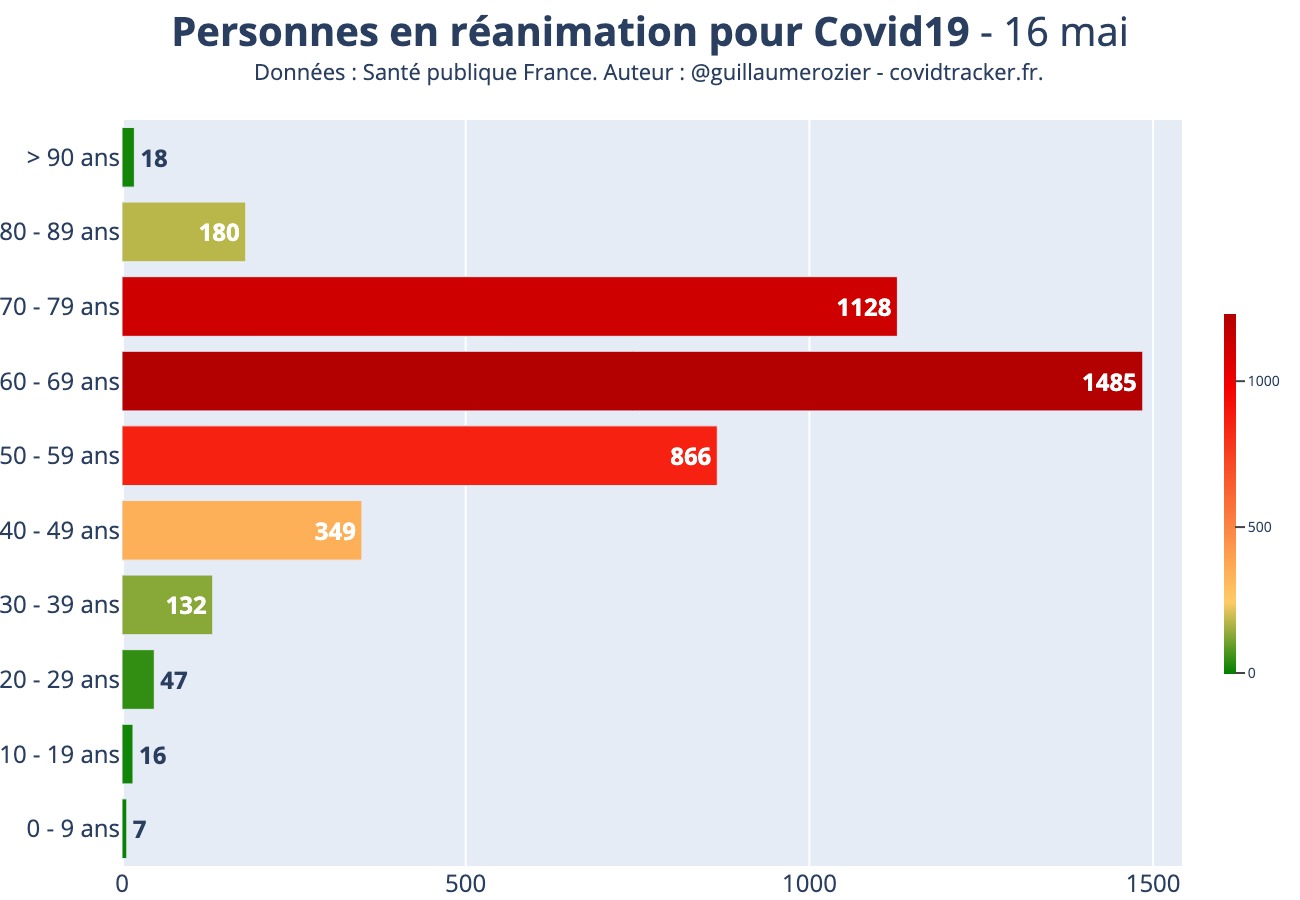 Personnes en réanimation pour Covid19 - 16 mai
Données : Santé publique France. Auteur : @guillaumerozier - covidtracker.fr.
> 90 ans 18
80 - 89 ans 180
70 - 79 ans 1128
60 - 69 ans 1485
50 - 59 ans 866
40 - 49 ans 349
30 - 39 ans 132
20 - 29 ans 47
10 - 19 ans 16
0 - 9 ans 7
0 500 1000 1500
1000
500
0